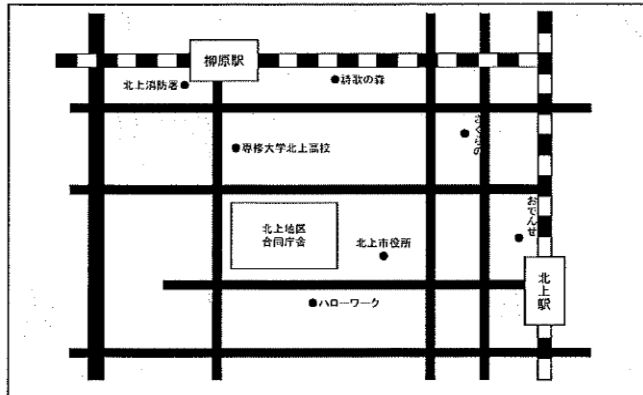 柳原駅
北上消防署
詩歌の森
さくらの
専修大学北上高校
おでんせ
北上地区
合同庁舎
北上市役所
北上駅
ハローワーク